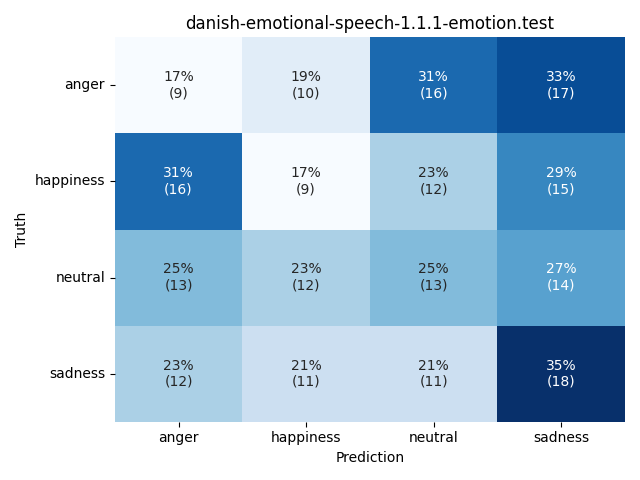 danish-emotional-speech-1.1.1-emotion.test
Truth
anger
17% 19% 31% 33%
(9) (10) (16) (17)
happiness
31% 17% 23% 29%
(16) (9) (12) (15)
neutral
25% 23% 25% 27%
(13) (12) (13) (14)
sadness
23% 21% 21% 35%
(12) (11) (11) (18)
anger happiness neutral sadness
Prediction